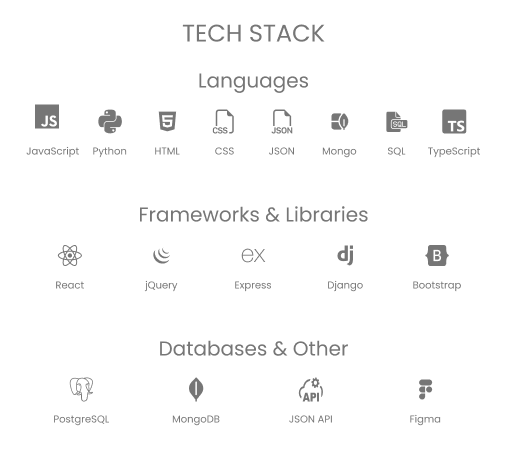 TECH STACK
Languages
JS CSS JSON SQL TS
JavaScript Python HTML CSS JSON Mongo SQL TypeScript
Frameworks & Libraries
ex dj B
React jQuery Express Django Bootstrap
Databases & Other
API
PostgreSQL MongoDB JSON API Figma